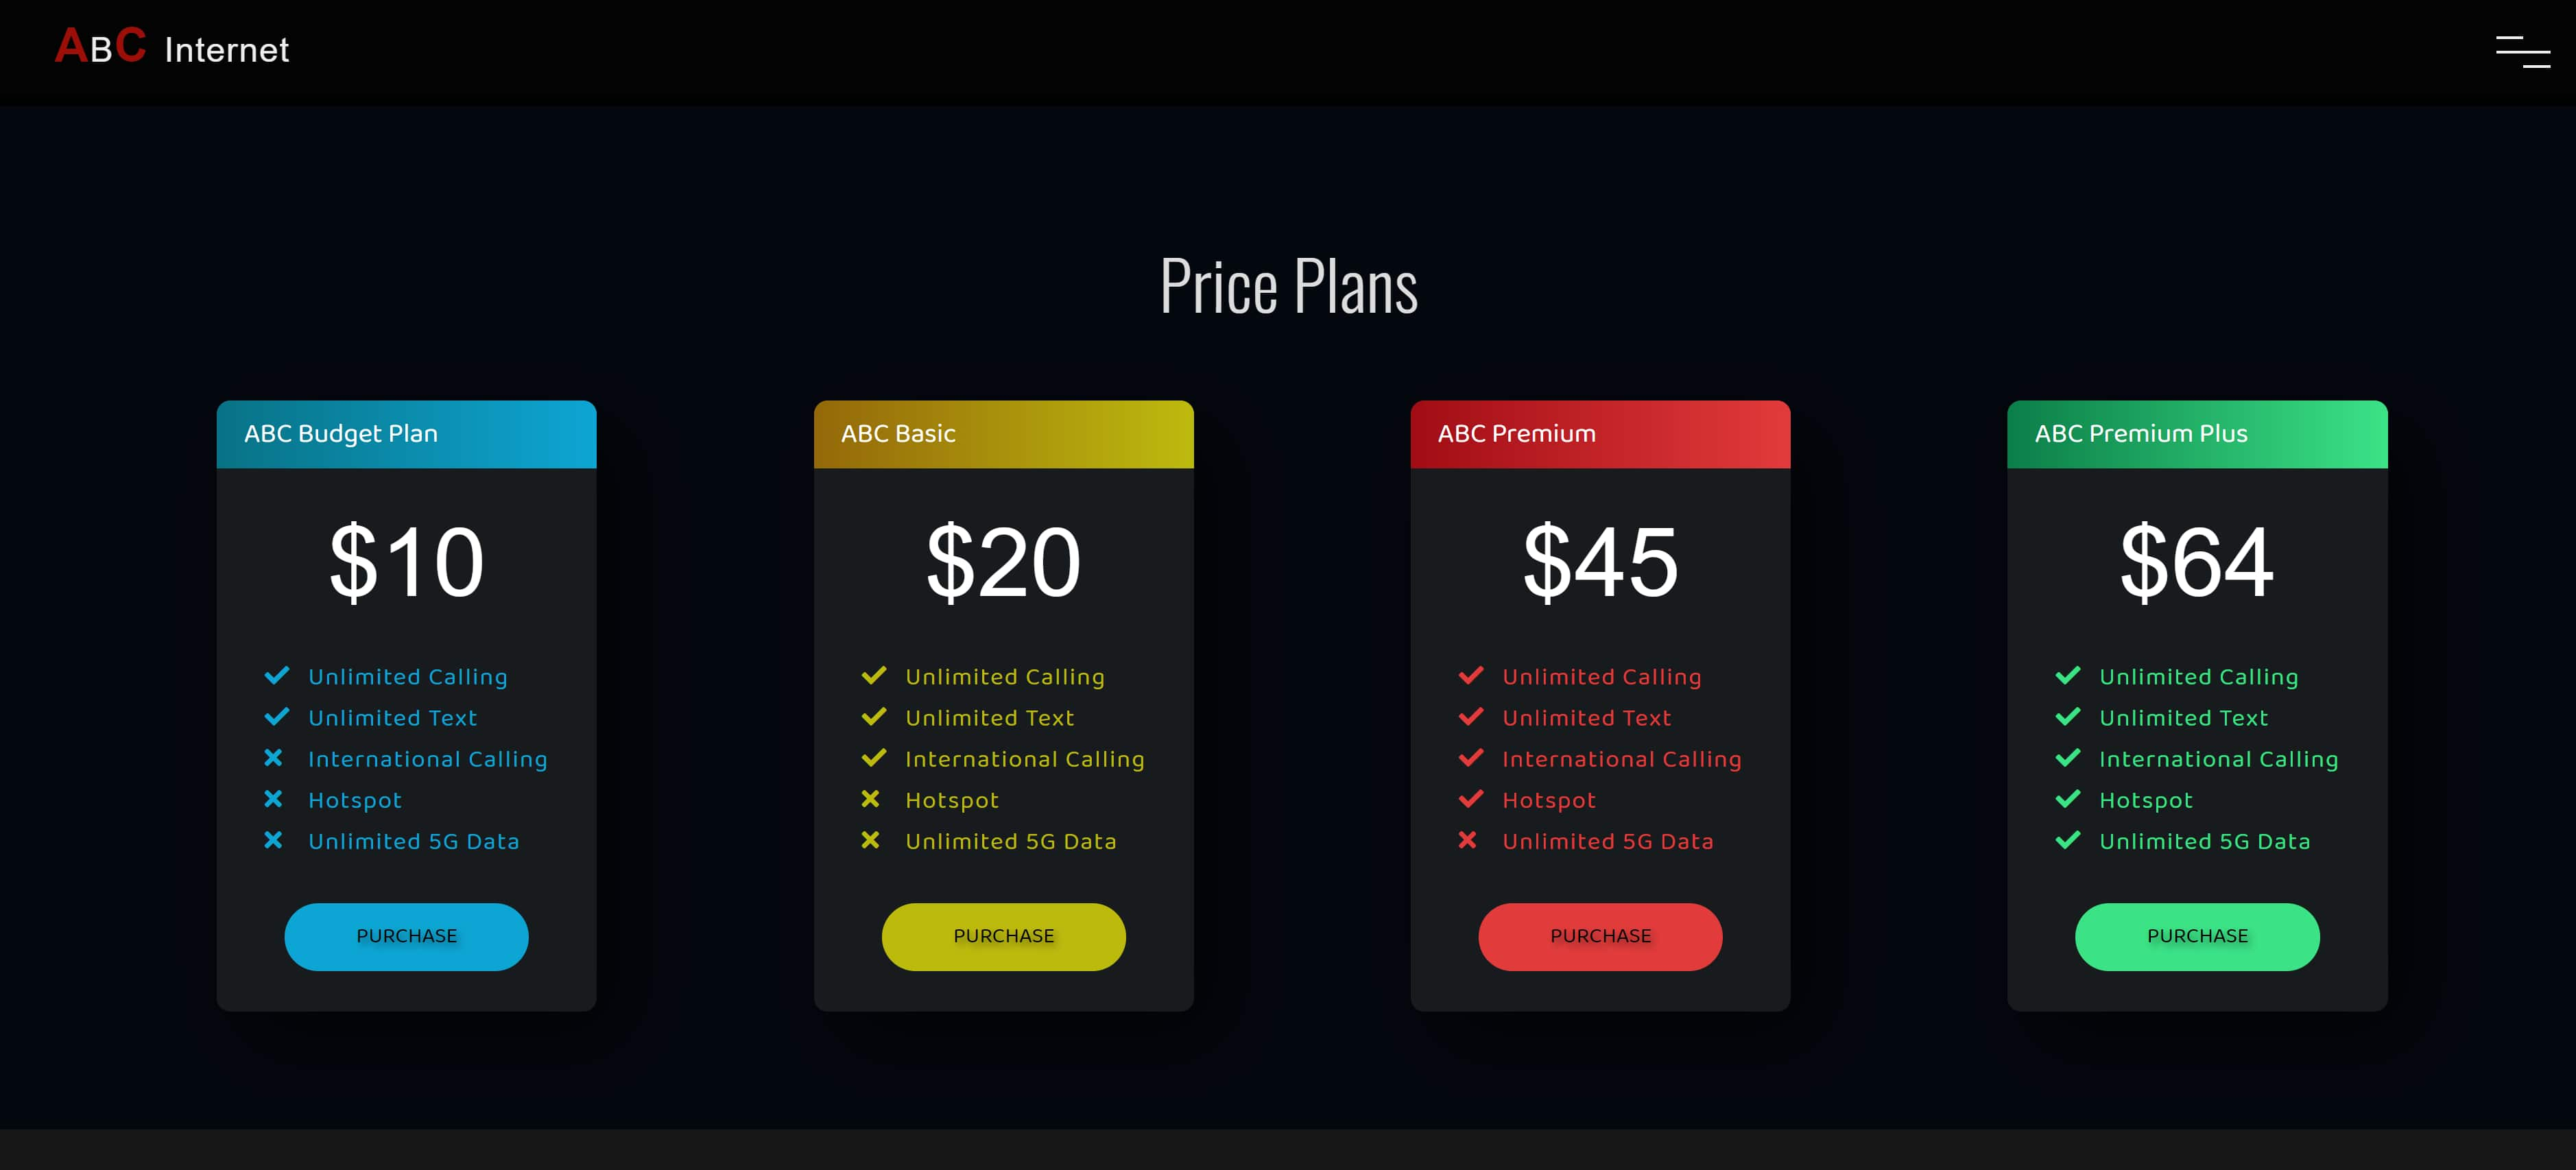 ABC Internet
Price Plans
ABC Budget Plan
$10
Unlimited Calling
Unlimited Text
International Calling
Hotspot
Unlimited 5G Data
PURCHASE
ABC Basic
$20
Unlimited Calling
Unlimited Text
International Calling
Hotspot
Unlimited 5G Data
PURCHASE
ABC Premium
$45
Unlimited Calling
Unlimited Text
International Calling
Hotspot
Unlimited 5G Data
PURCHASE
ABC Premium Plus
$64
Unlimited Calling
Unlimited Text
International Calling
Hotspot
Unlimited 5G Data
PURCHASE